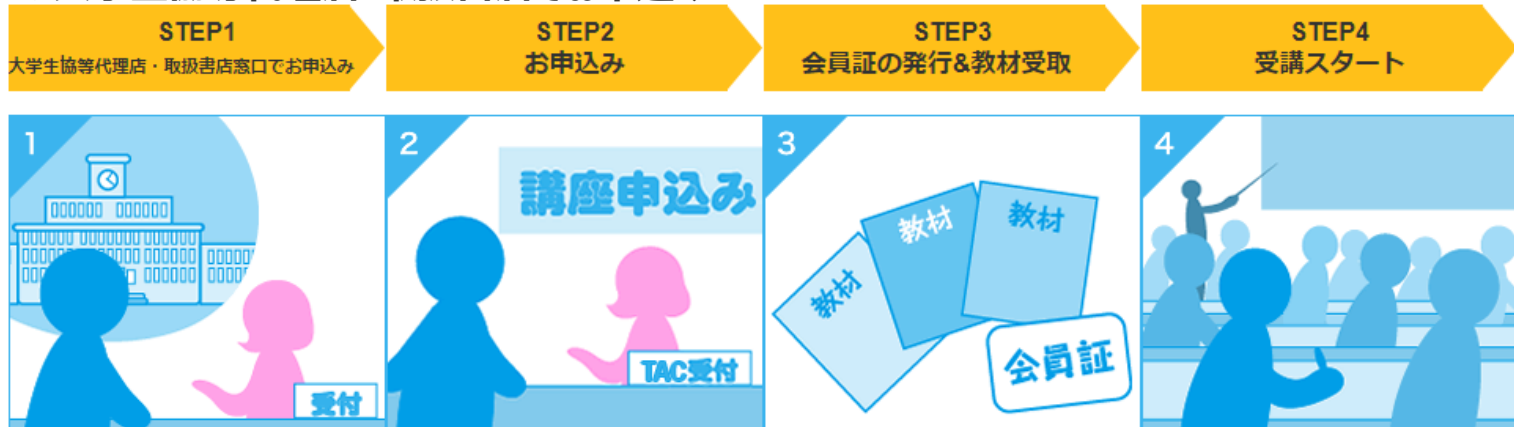 STEP1
大学生協等代理店・取扱書店窓口でお申込み
STEP2
お申込み
STEP3
会員証の発行&教材受取
STEP4
受講スタート
1
受付
2
講座申込み
TAC受付
3
教材
教材
教材
会員証
4